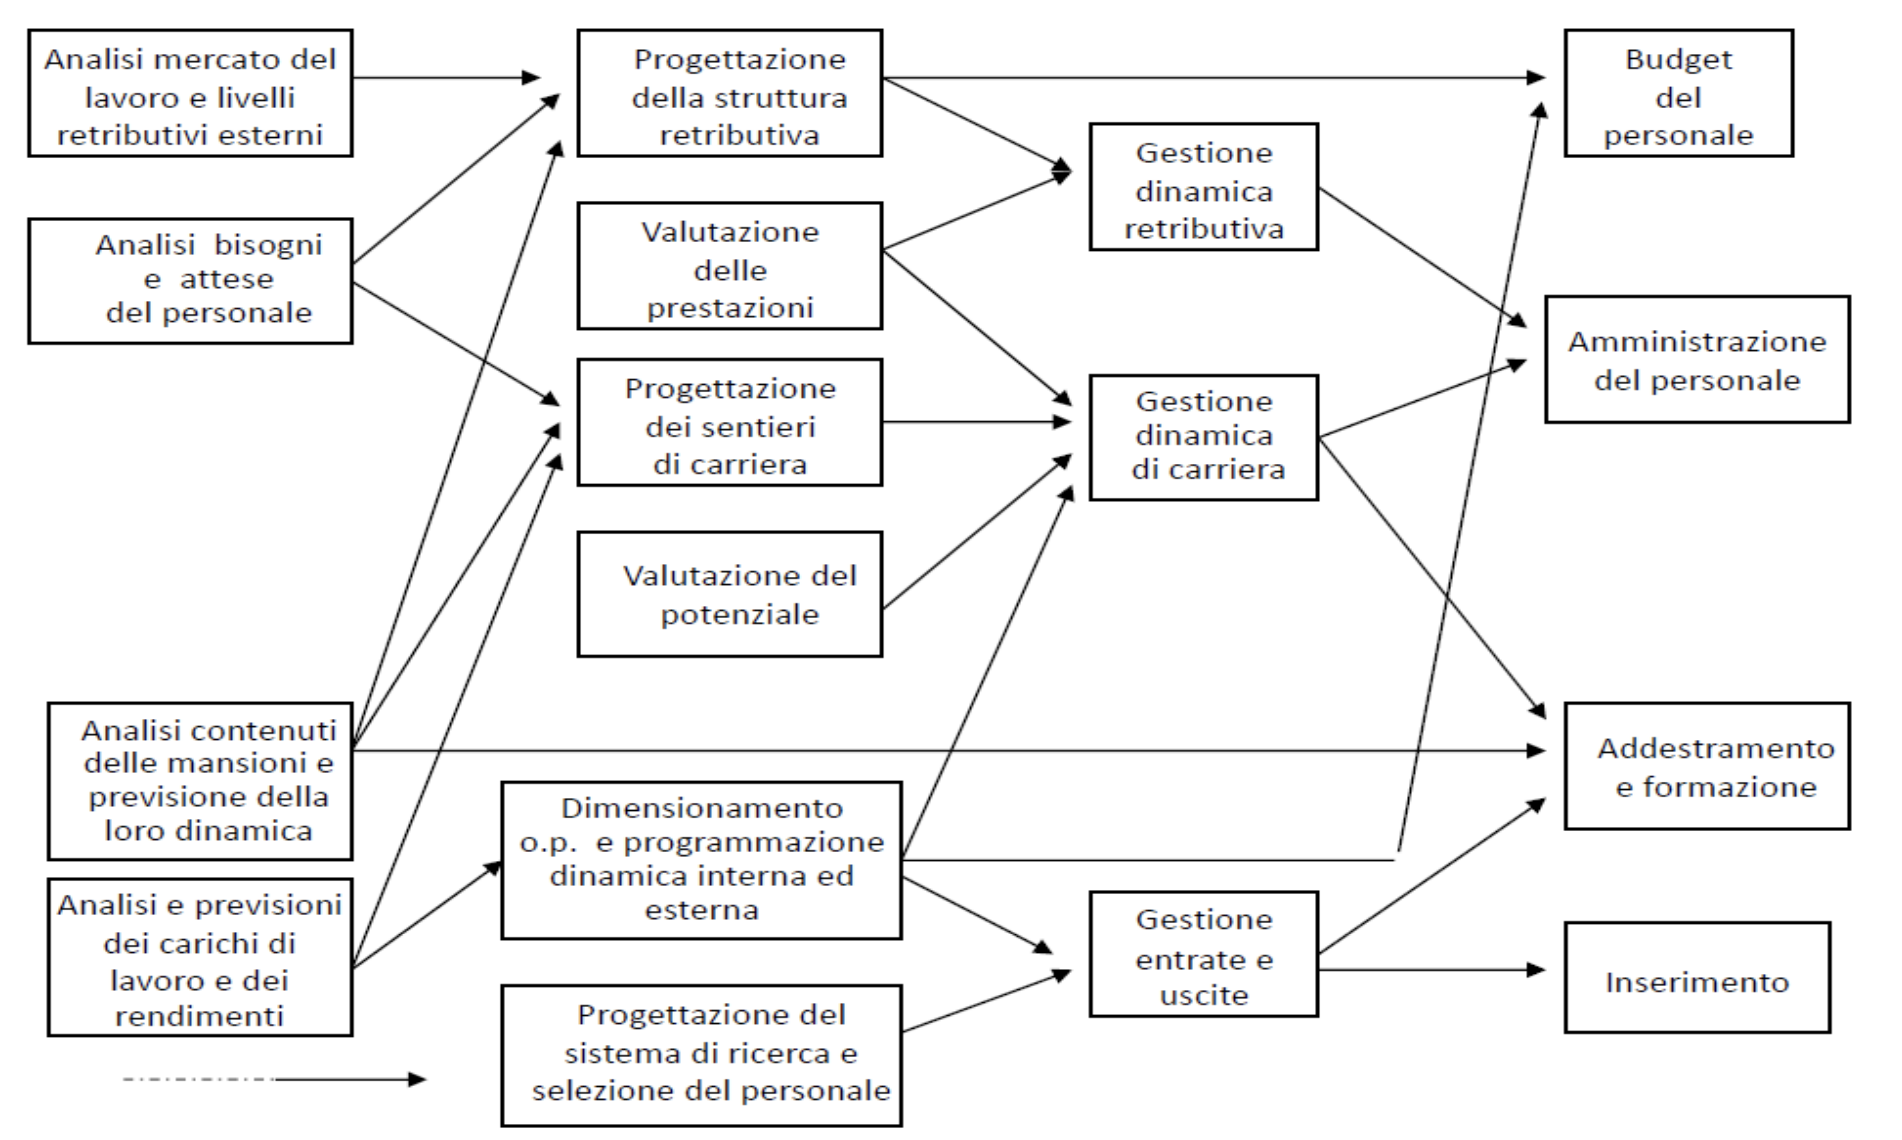 Analisi mercato del
lavoro e livelli
retributivi esterni
Analisi bisogni
e attese
del personale
Analisi contenuti
delle mansioni e
previsione della
loro dinamica
Analisi e previsioni
dei carichi di
lavoro e dei
rendimenti
Progettazione
della struttura
retributiva
Valutazione
delle
prestazioni
Progettazione
dei sentieri
di carriera
Valutazione del
potenziale
Dimensionamento
o.p. e programmazione
dinamica interna ed
esterna
Progettazione del
sistema di ricerca e
selezione del personale
Gestione
dinamica
retributiva
Gestione
dinamica
di carriera
Gestione
entrate e
uscite
Budget
del
personale
Amministrazione
del personale
Addestramento
e formazione
Inserimento